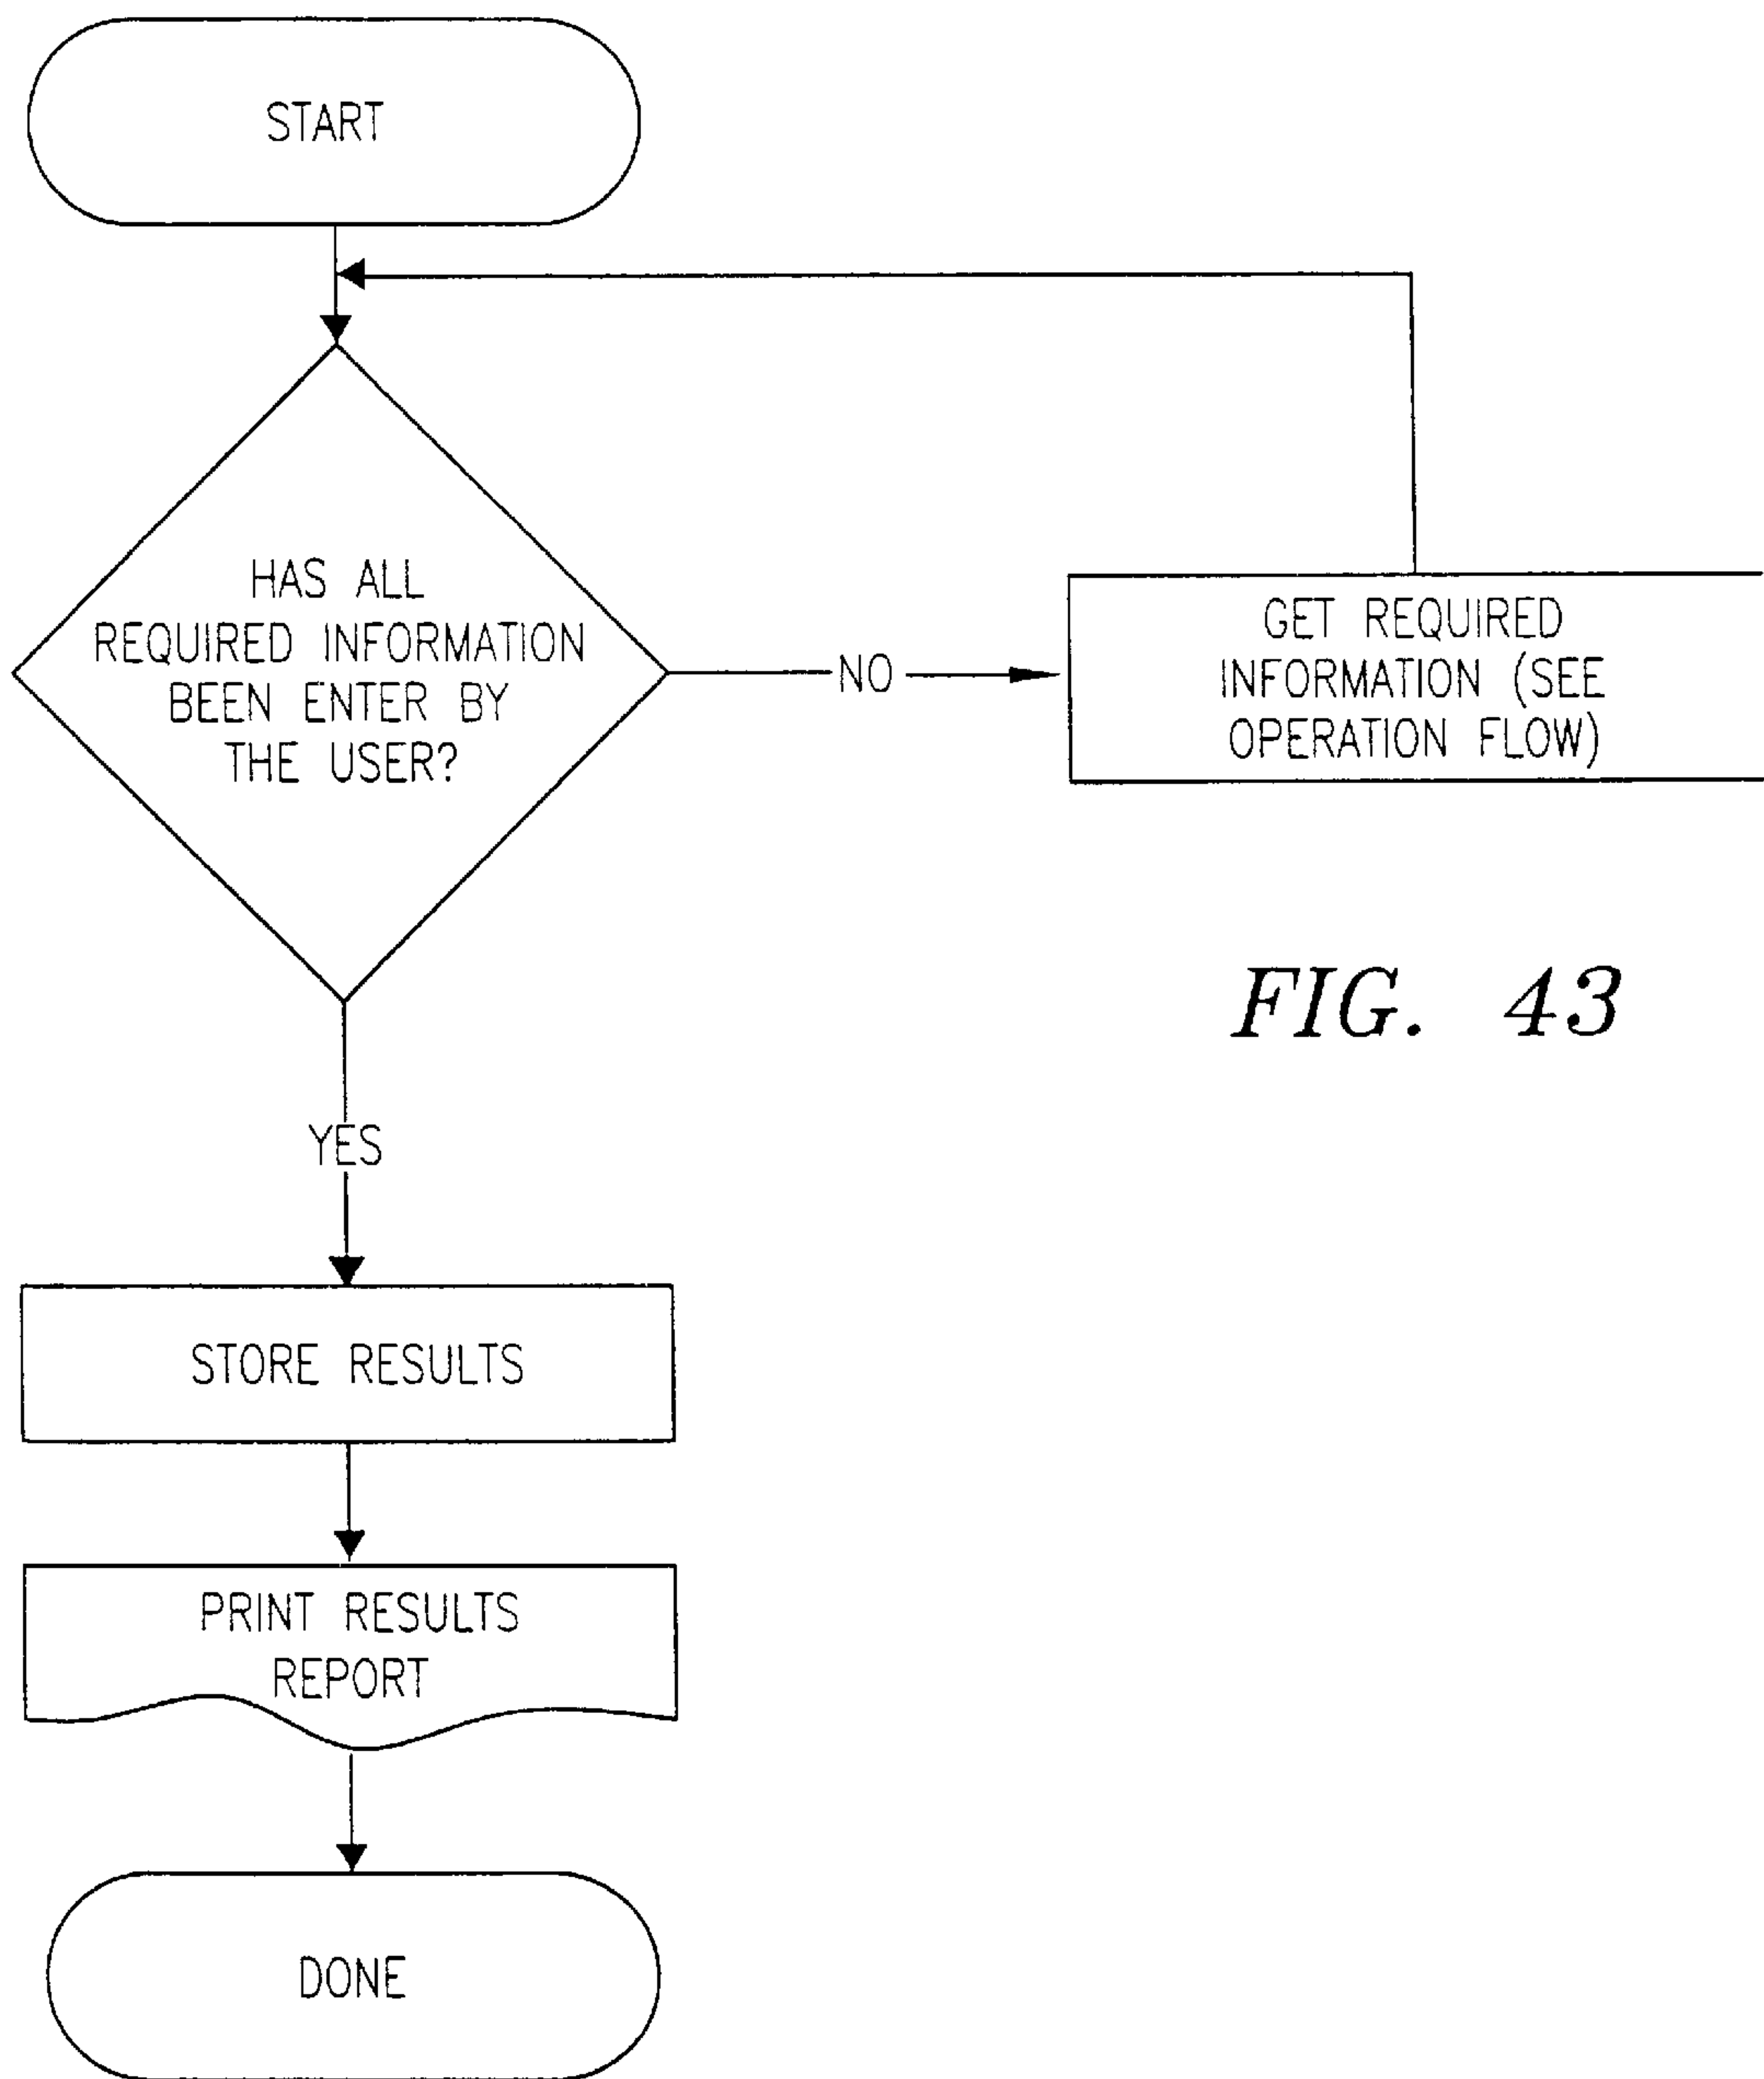 START
HAS ALL
REQUIRED INFORMATION
BEEN ENTER BY
THE USER?
NO
GET REQUIRED
INFORMATION (SEE
OPERATION FLOW)
FIG. 43
YES
STORE RESULTS
PRINT RESULTS
REPORT
DONE